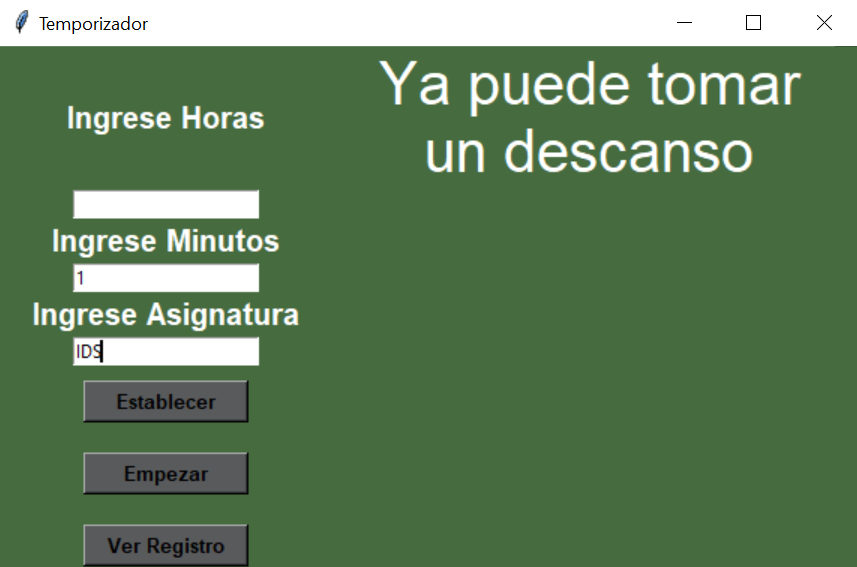 Temporizador
Ya puede tomar
un descanso
Ingrese Horas
Ingrese Minutos
1
Ingrese Asignatura
IDS
Establecer
Empezar
Ver Registro